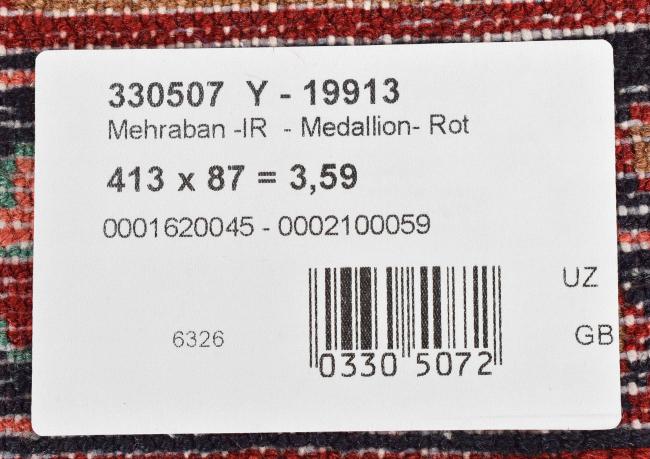 330507 Y - 19913
Mehraban -IR - Medallion- Rot
413 x 87 = 3,59
0001620045 - 0002100059
UZ
6326
GB
0330 5072